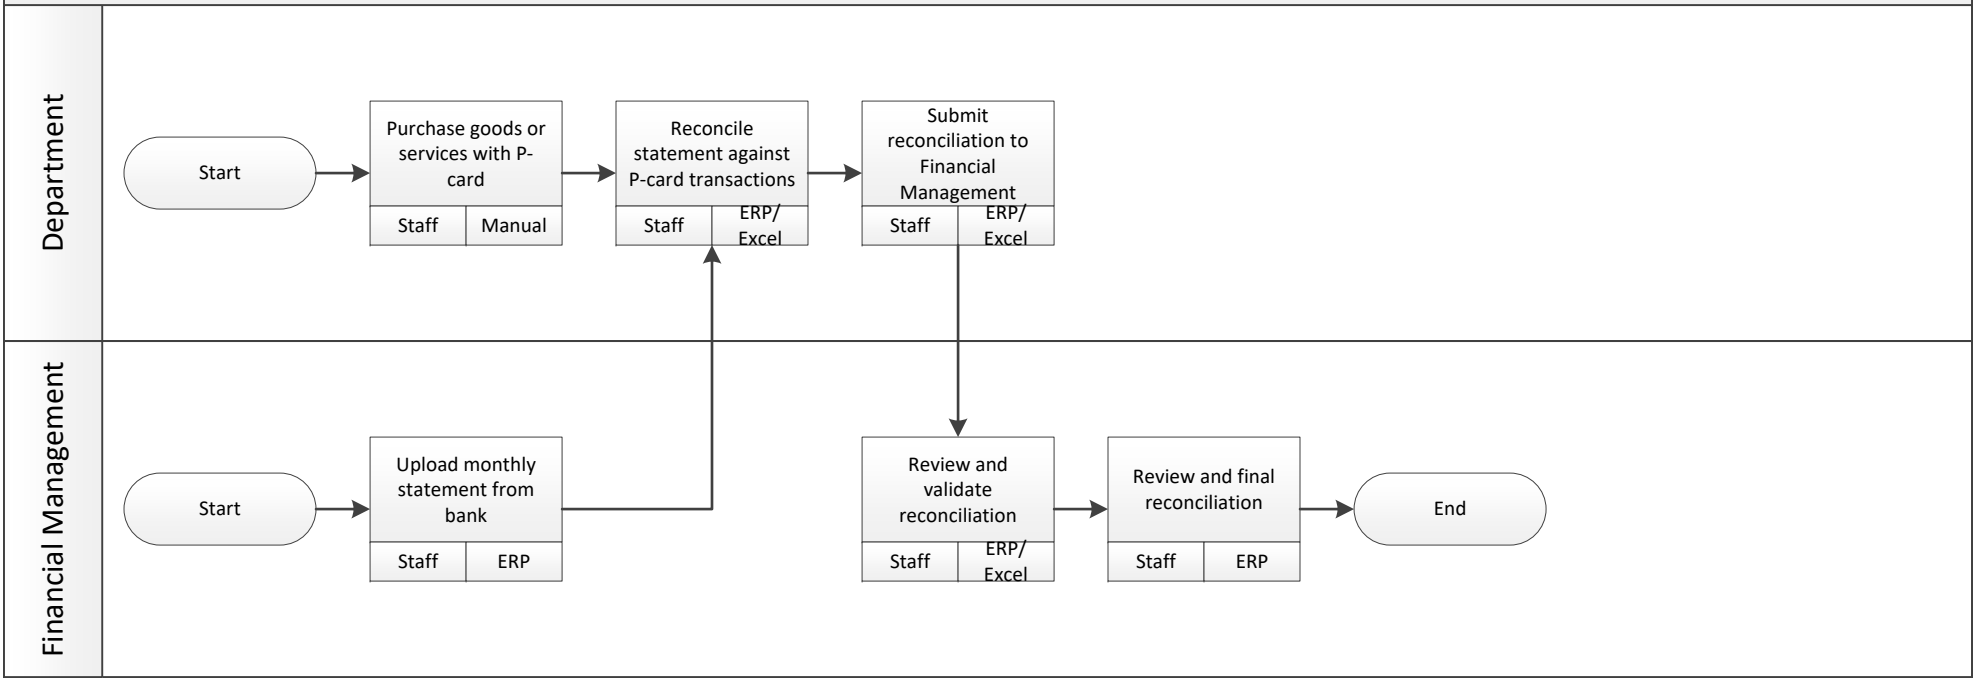 Department
Start
Purchase goods or
services with P-
card
Staff
Manual
Reconcile
statement against
P-card transactions
Staff
ERP/
Excel
Submit
reconciliation to
Financial
Management
Staff
ERP/
Excel
Financial Management
Start
Upload monthly
statement from
bank
Staff
ERP
Review and
validate
reconciliation
Staff
ERP/
Excel
Review and final
reconciliation
Staff
ERP
End